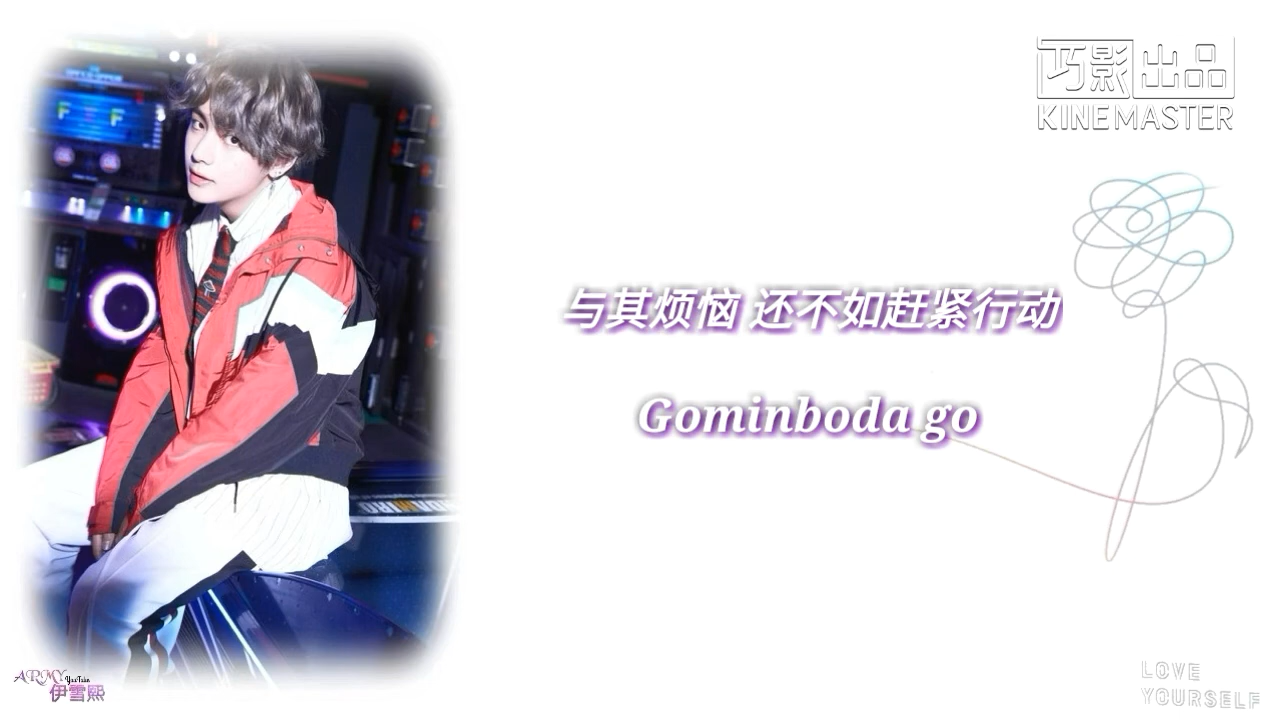 巧影出品
KINEMASTER
与其烦恼 还不如赶紧行动
Gominboda go
ARMY
伊雪熙
LOVE
YOURSELF